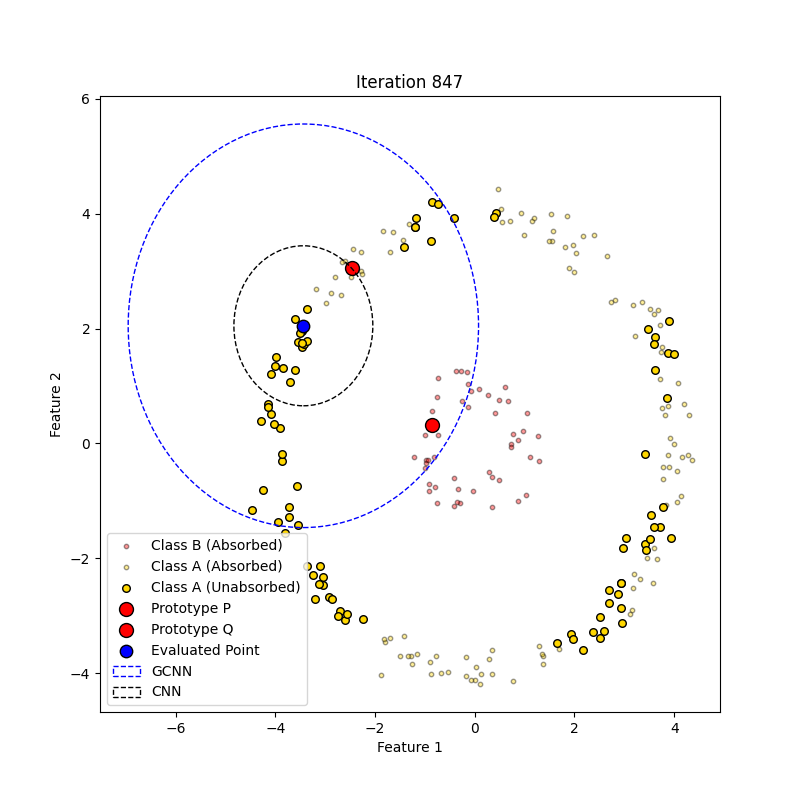 Iteration 847
6
4
2
0
−2
−4
Feature 2
Class B (Absorbed)
Class A (Absorbed)
Class A (Unabsorbed)
Prototype P
Prototype Q
Evaluated Point
GCNN
CNN
−6 −4 −2 0 2 4
Feature 1